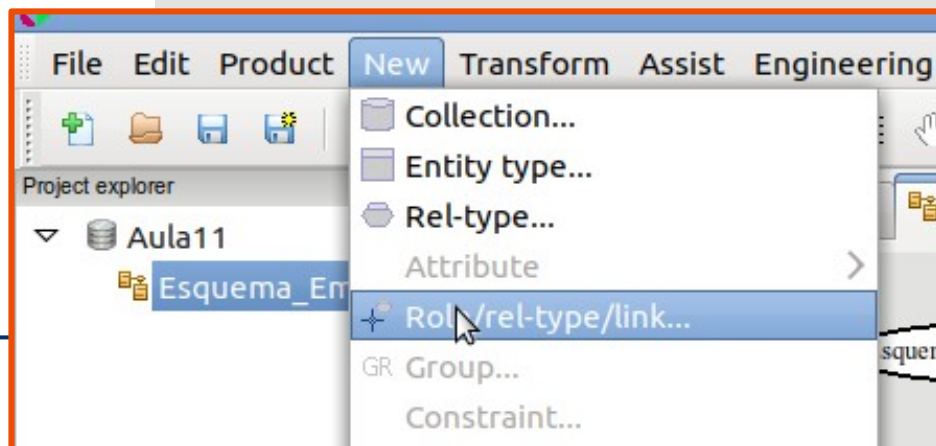 File Edit Product New Transform Assist Engineering
Collection...
Entity type...
Project explorer
Rel-type...
Aula11
Attribute
Esquema_Em
Role/rel-type/link...
squem
GR Group...
Constraint...